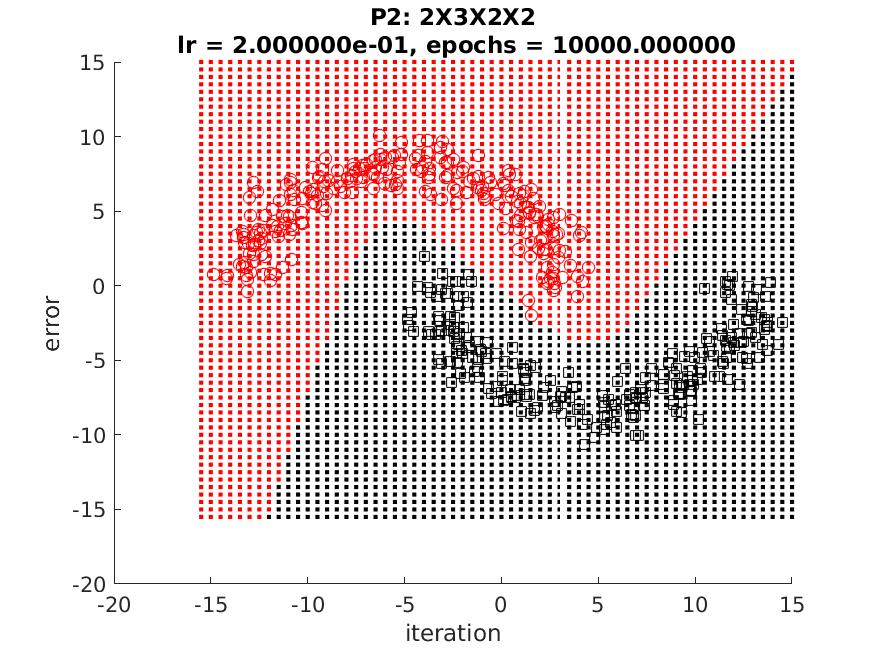 P2: 2X3X2X2
lr = 2.000000e-01, epochs = 10000.000000
15
10
5
0
-5
-10
-15
-20
error
-20 -15 -10 -5 0 5 10 15
iteration